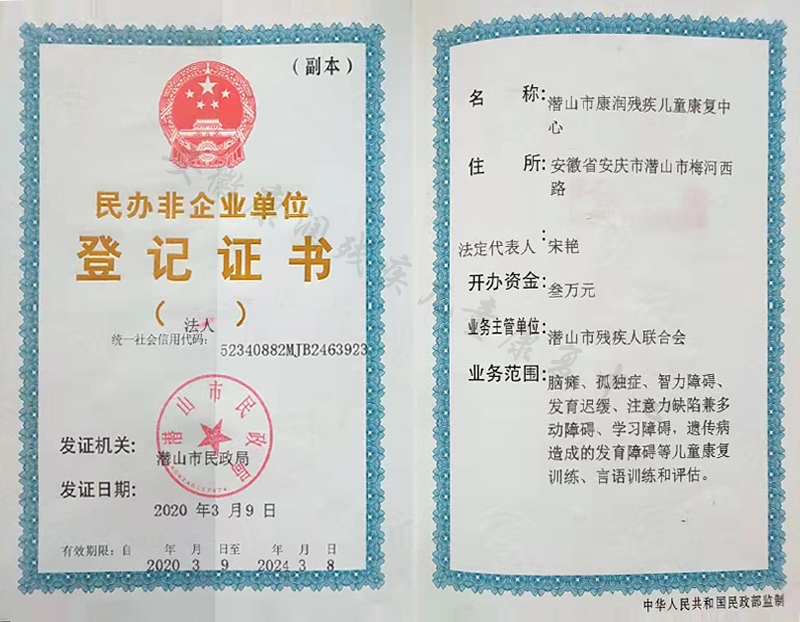 （副本）
民办非企业单位
登记证书
（法人）
统一社会信用代码：52340882MJB2463923
潜山市民政局
发证机关：潜山市民政局
发证日期：2020 年3 月9 日
有效期限：自2020 年3 月9 日至2024 年3 月8 日
名称：潜山市康润残疾儿童康复中
心
住所：安徽省安庆市潜山市梅河西
路
法定代表人：宋艳
开办资金：叁万元
业务主管单位：潜山市残疾人联合会
业务范围：脑瘫、孤独症、智力障碍、
发育迟缓、注意力缺陷兼多
动障碍、学习障碍，遗传病
造成的发育障碍等儿童康复
训练、言语训练和评估。
中华人民共和国民政部监制